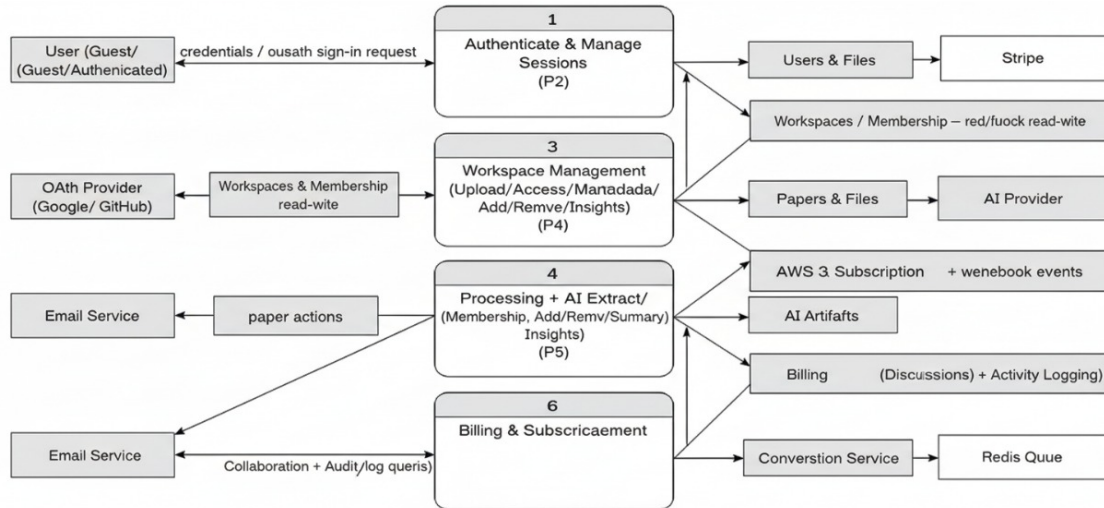 1
Authenticate & Manage
Sessions
(P2)
User (Guest/
(Guest/Authenicated)
credentials / ousath sign-in request
Users & Files
Stripe
Workspaces / Membership – red/fuock read-wite
3
Workspace Management
(Upload/Access/Manadada/
Add/Remve/Insights)
(P4)
OAth Provider
(Google/ GitHub)
Workspaces & Membership
read-wite
Papers & Files
AI Provider
4
Processing + AI Extract/
(Membership, Add/Remv/Sumary)
Insights)
(P5)
AWS 3. Subscription + wenebook events
Email Service
paper actions
AI Artifafts
Billing (Discussions) + Activity Logging)
6
Billing & Subscricaement
Email Service
Collaboration + Audit/log queris)
Converstion Service
Redis Quue